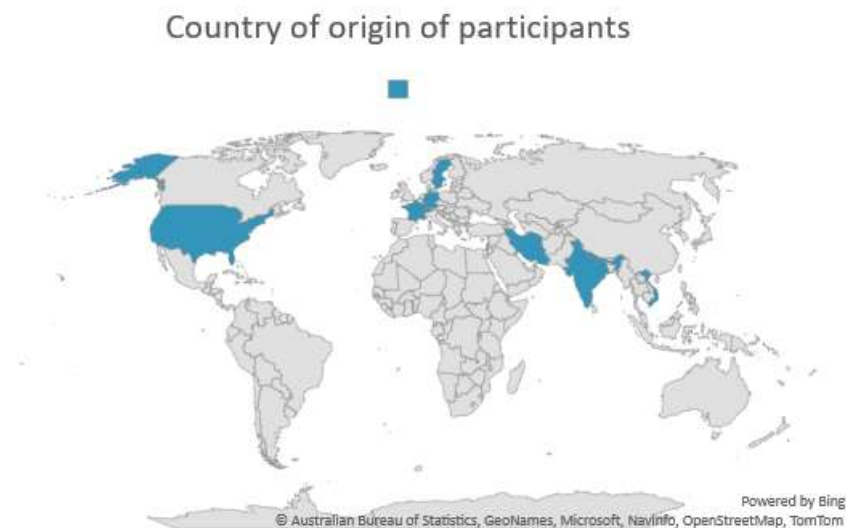 Country of origin of participants
Powered by Bing
© Australian Bureau of Statistics, GeoNames, Microsoft, Navinfo, OpenStreetMap, TomTom